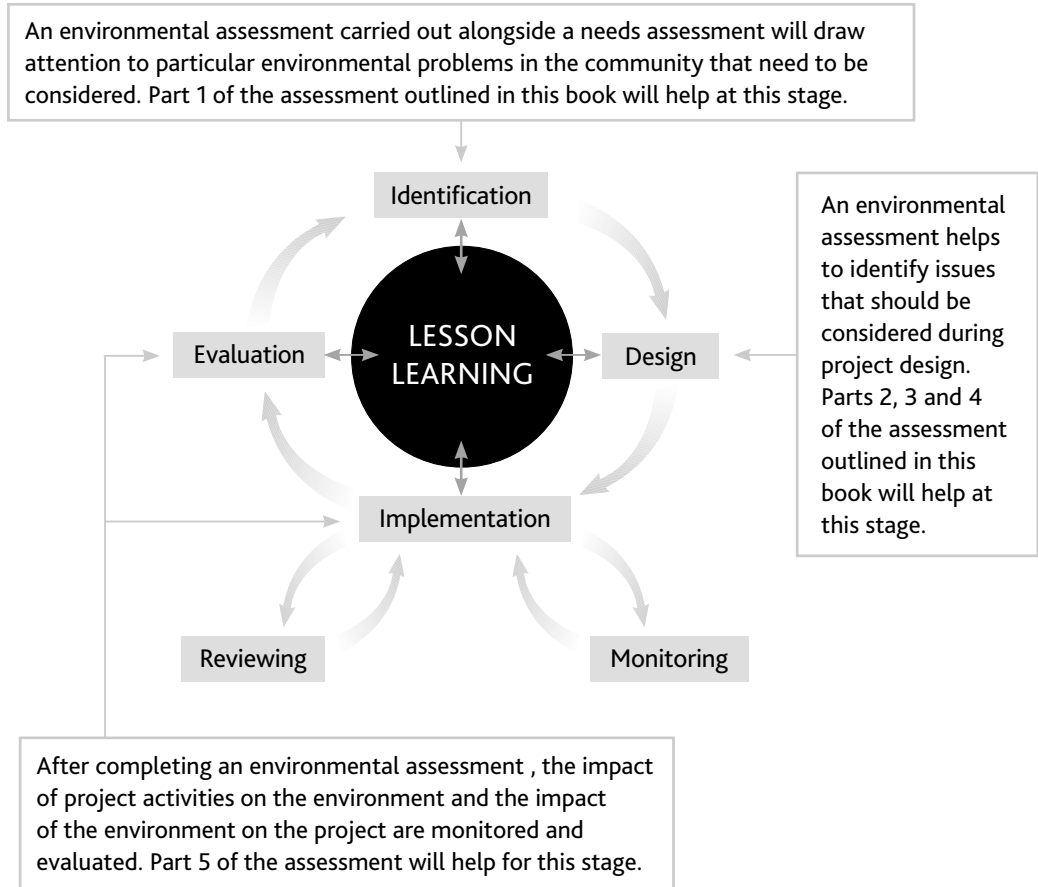 An environmental assessment carried out alongside a needs assessment will draw
attention to particular environmental problems in the community that need to be
considered. Part 1 of the assessment outlined in this book will help at this stage.
Identification
An environmental
assessment helps
to identify issues
that should be
considered during
project design.
Parts 2, 3 and 4
of the assessment
outlined in this
book will help at
this stage.
LESSON
LEARNING
Evaluation
Design
Implementation
Reviewing
Monitoring
After completing an environmental assessment , the impact
of project activities on the environment and the impact
of the environment on the project are monitored and
evaluated. Part 5 of the assessment will help for this stage.